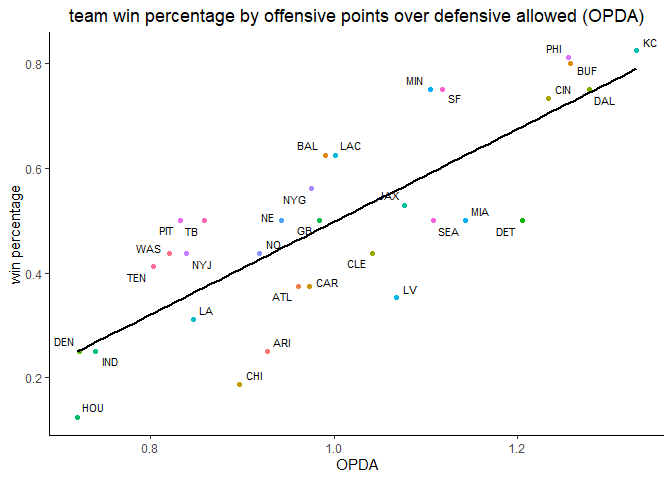 team win percentage by offensive points over defensive allowed (OPDA)
KC
PHI
BUF
0.8
MIN
CIN
SF
DAL
BAL
LAC
0.6
NYG
JAX
MIA
NE
PIT
TB
GB
SEA
DET
WAS
NO
NYJ
CLE
TEN
0.4
CAR
ATL
LV
LA
DEN
ARI
IND
CHI
0.2
HOU
win percentage
0.8
1.0
1.2
OPDA